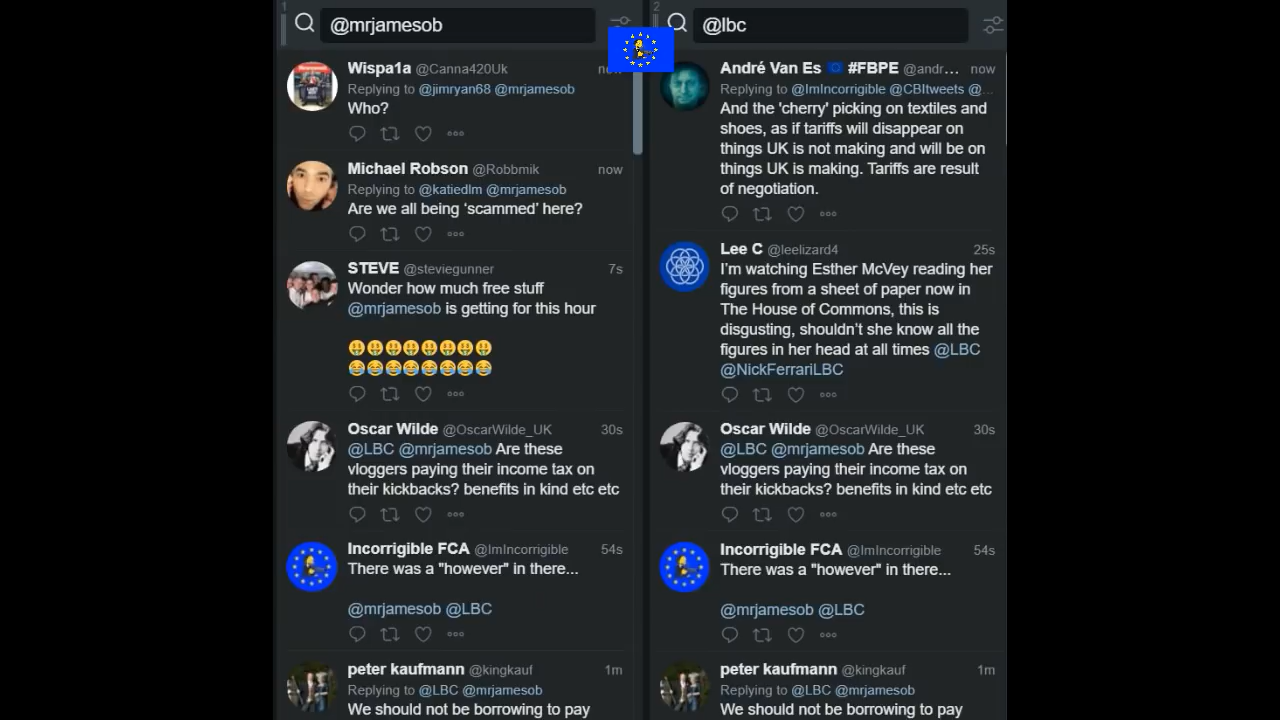 1
@mrjamesob
Wispa1a @Canna420Uk now
Replying to @jimryan68 @mrjamesob
Who?
Michael Robson @Robbmik now
Replying to @katiedlm @mrjamesob
Are we all being ‘scammed’ here?
STEVE @steviegunner 7s
Wonder how much free stuff
@mrjamesob is getting for this hour
Oscar Wilde @OscarWilde_UK 30s
@LBC @mrjamesob Are these
vloggers paying their income tax on
their kickbacks? benefits in kind etc etc
Incorrigible FCA @ImIncorrigible 54s
There was a "however" in there...
@mrjamesob @LBC
peter kaufmann @kingkauf 1m
Replying to @LBC @mrjamesob
We should not be borrowing to pay
2
@lbc
André Van Es #FBPE @andr... now
Replying to @ImIncorrigible @CBItweets @...
And the 'cherry' picking on textiles and
shoes, as if tariffs will disappear on
things UK is not making and will be on
things UK is making. Tariffs are result
of negotiation.
Lee C @leelizard4 25s
I’m watching Esther McVey reading her
figures from a sheet of paper now in
The House of Commons, this is
disgusting, shouldn’t she know all the
figures in her head at all times @LBC
@NickFerrariLBC
Oscar Wilde @OscarWilde_UK 30s
@LBC @mrjamesob Are these
vloggers paying their income tax on
their kickbacks? benefits in kind etc etc
Incorrigible FCA @ImIncorrigible 54s
There was a "however" in there...
@mrjamesob @LBC
peter kaufmann @kingkauf 1m
Replying to @LBC @mrjamesob
We should not be borrowing to pay